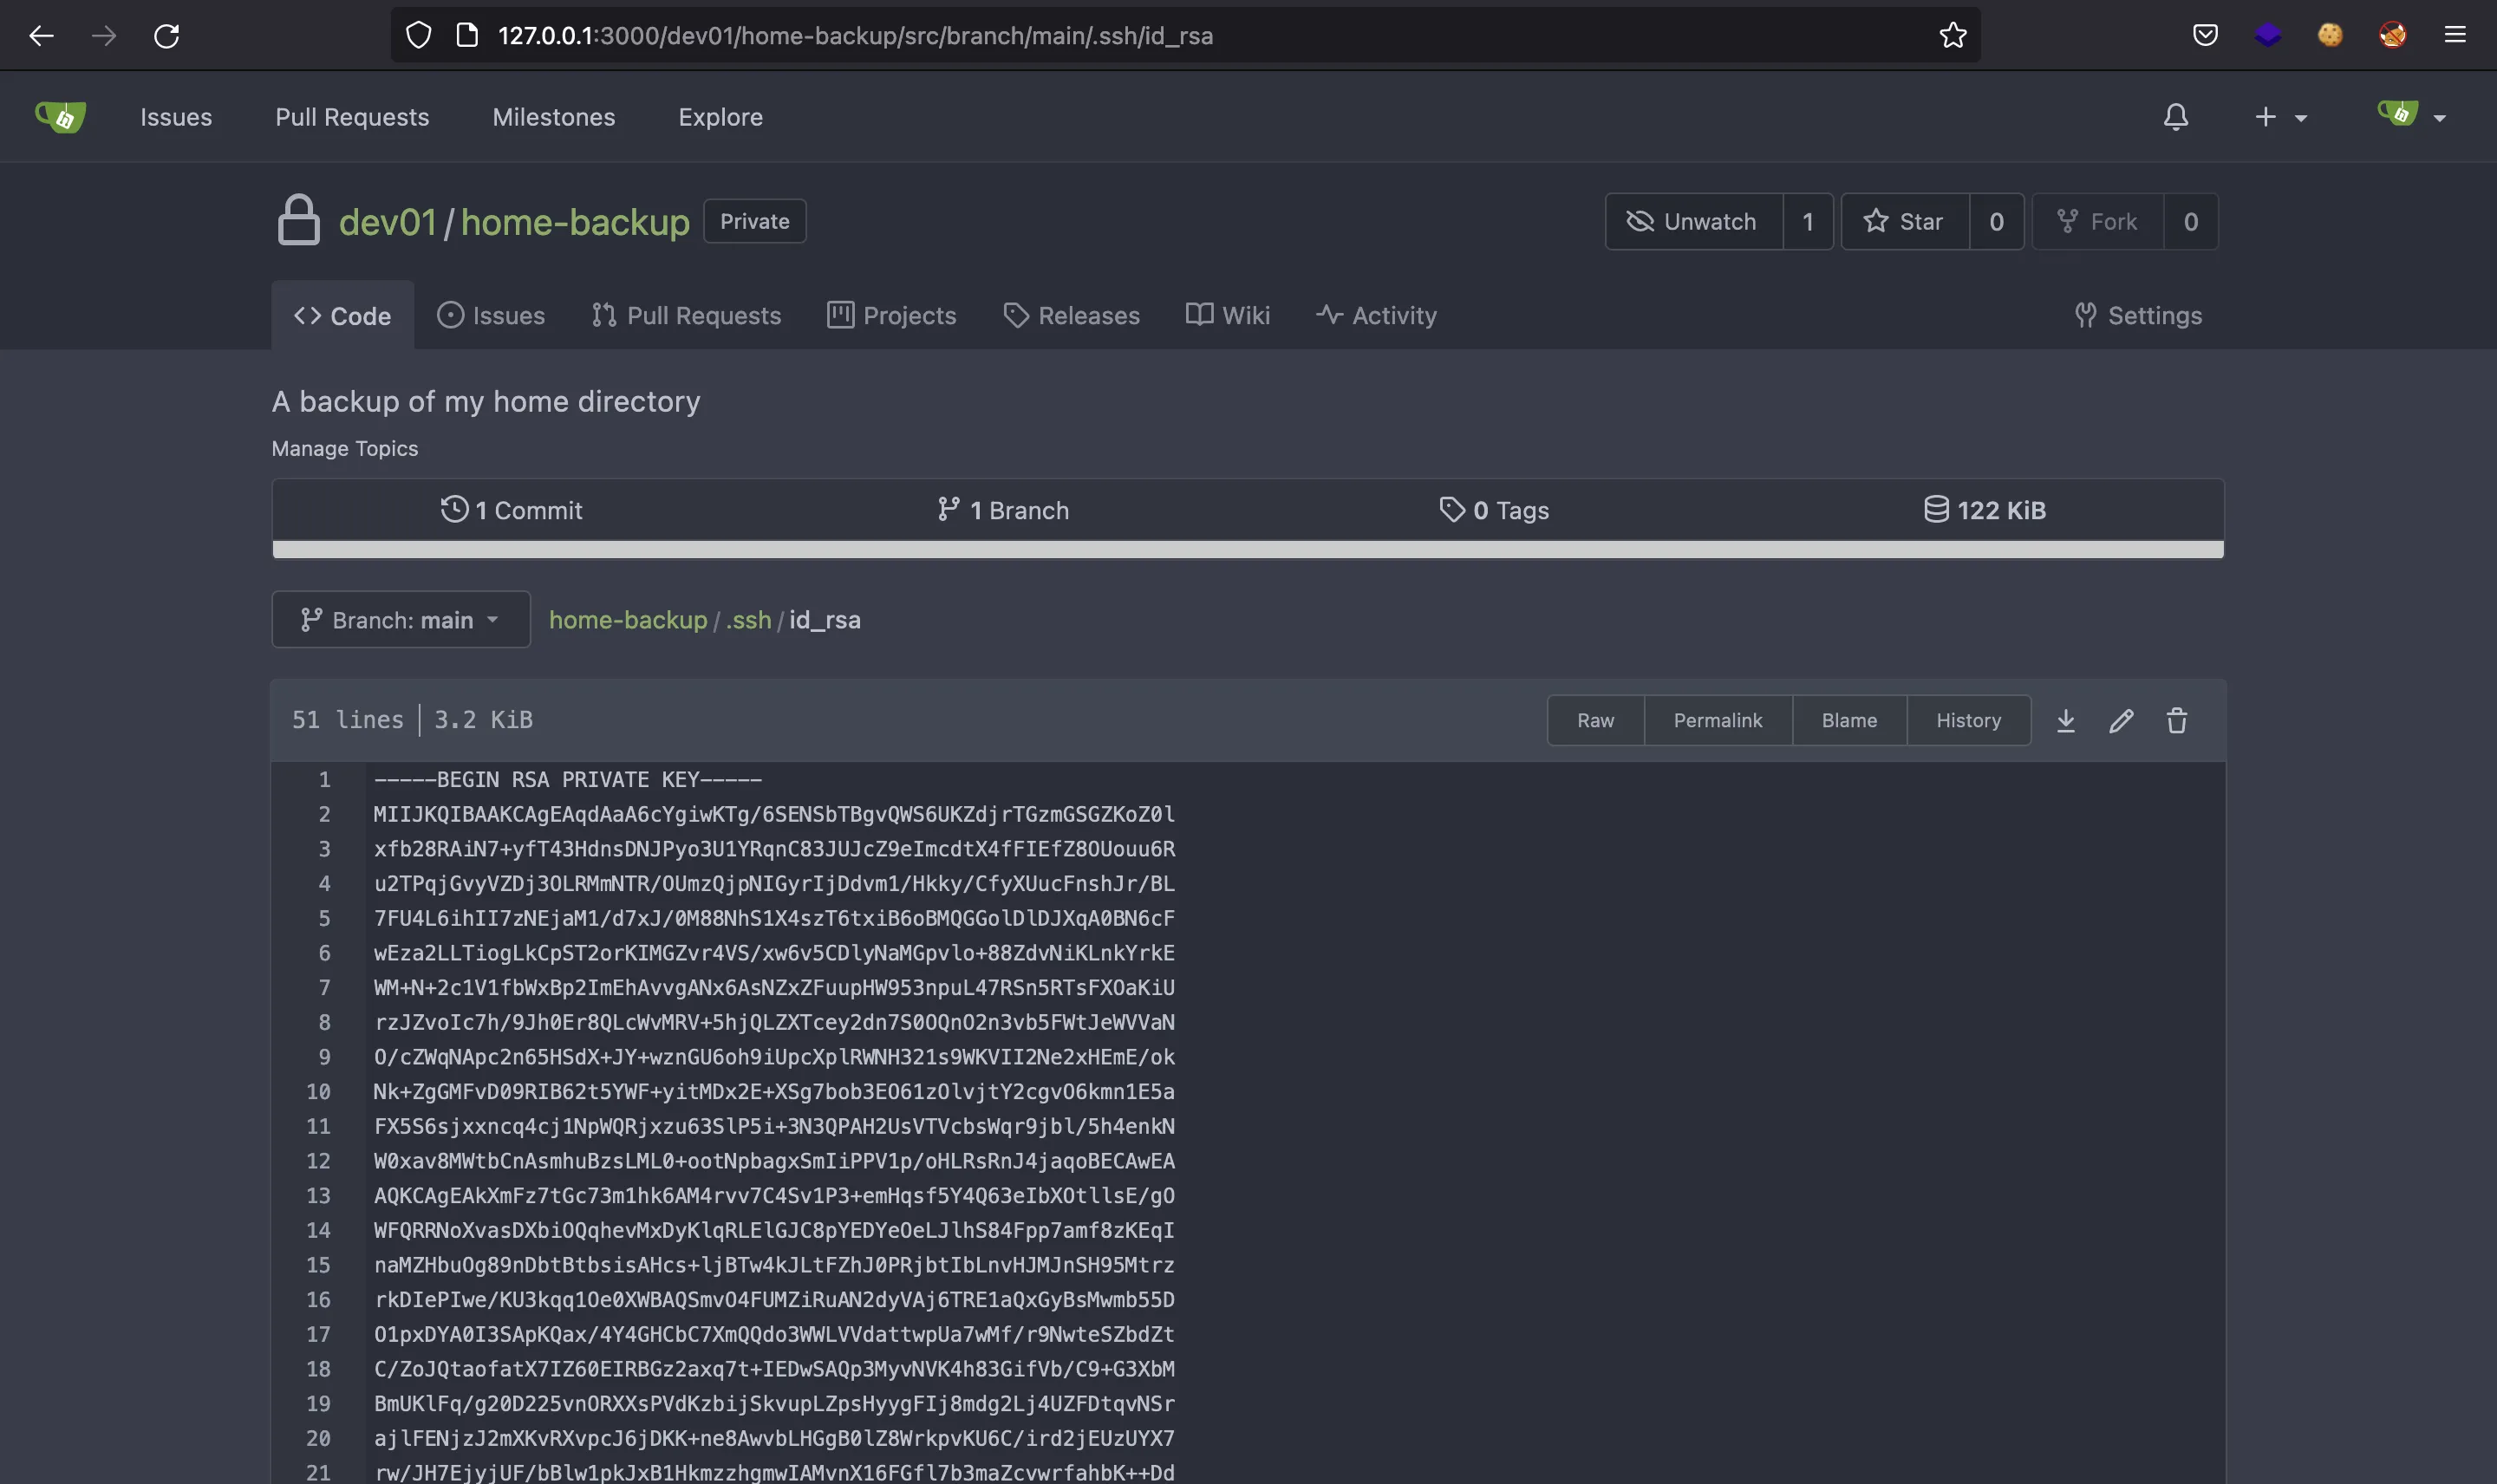 127.0.0.1:3000/dev01/home-backup/src/branch/main/.ssh/id_rsa
Issues Pull Requests Milestones Explore
dev01/home-backup Private Unwatch 1 Star 0 Fork 0
Code Issues Pull Requests Projects Releases Wiki Activity Settings
A backup of my home directory
Manage Topics
1 Commit 1 Branch 0 Tags 122 KiB
Branch: main home-backup/.ssh/id_rsa
51 lines 3.2 KiB Raw Permalink Blame History
1 -----BEGIN RSA PRIVATE KEY-----
2 MIIJKQIBAAKCAgEAqdAaA6cYgiwKTg/6SENSbTBgvQWS6UKZdjrTGzmGSGZKoZ0l
3 xfb28RAiN7+yfT43HdnsDNJPyo3U1YRqnC83JUJcZ9eImcdtX4fFIEfZ8OUouu6R
4 u2TPqjGvyVZDj3OLRMmNTR/OUmzQjpNIGyrIjDdvm1/Hkky/CfyXUucFnshJr/BL
5 7FU4L6ihII7zNEjaM1/d7xJ/0M88NhS1X4szT6txiB6oBMQGGolDlDJXqA0BN6cF
6 wEza2LLTiogLkCpST2orKIMGZvr4VS/xw6v5CDlyNaMGpvlo+88ZdvNiKLnkYrkE
7 WM+N+2c1V1fbWxBp2ImEhAvvgANx6AsNZxZFuupHW953npuL47RSn5RTsFXOaKiU
8 rzJZvoIc7h/9Jh0Er8QLcWvMRV+5hjQLZXTcey2dn7S0OQnO2n3vb5FWtJeWVVaN
9 O/cZWqNApc2n65HSdX+JY+wznGU6oh9iUpcXplRWNH321s9WKVII2Ne2xHEmE/ok
10 Nk+ZgGMFvD09RIB62t5YWF+yitMDx2E+XSg7bob3EO61zOlvjtY2cgvO6kmn1E5a
11 FX5S6sjxxncq4cj1NpWQRjxzu63SlP5i+3N3QPAH2UsVTVcbsWqr9jbl/5h4enkN
12 W0xav8MWtbCnAsmhuBzsLML0+ootNpbagxSmIiPPV1p/oHLRsRnJ4jaqoBECAwEA
13 AQKCAgEAkXmFz7tGc73m1hk6AM4rvv7C4Sv1P3+emHqsf5Y4Q63eIbXOtllsE/gO
14 WFQRRNoXvasDXbiOQqhevMxDyKlqRLElGJC8pYEDYeOeLJlhS84Fpp7amf8zKEqI
15 naMZHbuOg89nDbtBtbsisAHcs+ljBTw4kJLtFZhJ0PRjbtIbLnvHJMJnSH95Mtrz
16 rkDIePIwe/KU3kqq1Oe0XWBAQSmvO4FUMZiRuAN2dyVAj6TRE1aQxGyBsMwmb55D
17 O1pxDYA0I3SApKQax/4Y4GHCbC7XmQQdo3WWLVVdattwpUa7wMf/r9NwteSZbdZt
18 C/ZoJQtaofatX7IZ60EIRBGz2axq7t+IEDwSAQp3MyvNVK4h83GifVb/C9+G3XbM
19 BmUKlFq/g20D225vnORXXsPVdKzbijSkvupLZpsHyygFIj8mdg2Lj4UZFDtqvNSr
20 ajlFENjzJ2mXKvRXvpcJ6jDKK+ne8AwvbLHGgB0lZ8WrkpvKU6C/ird2jEUzUYX7
21 rw/JH7EjyjUF/bBlw1pkJxB1HkmzzhgmwIAMvnX16FGfl7b3maZcvwrfahbK++Dd